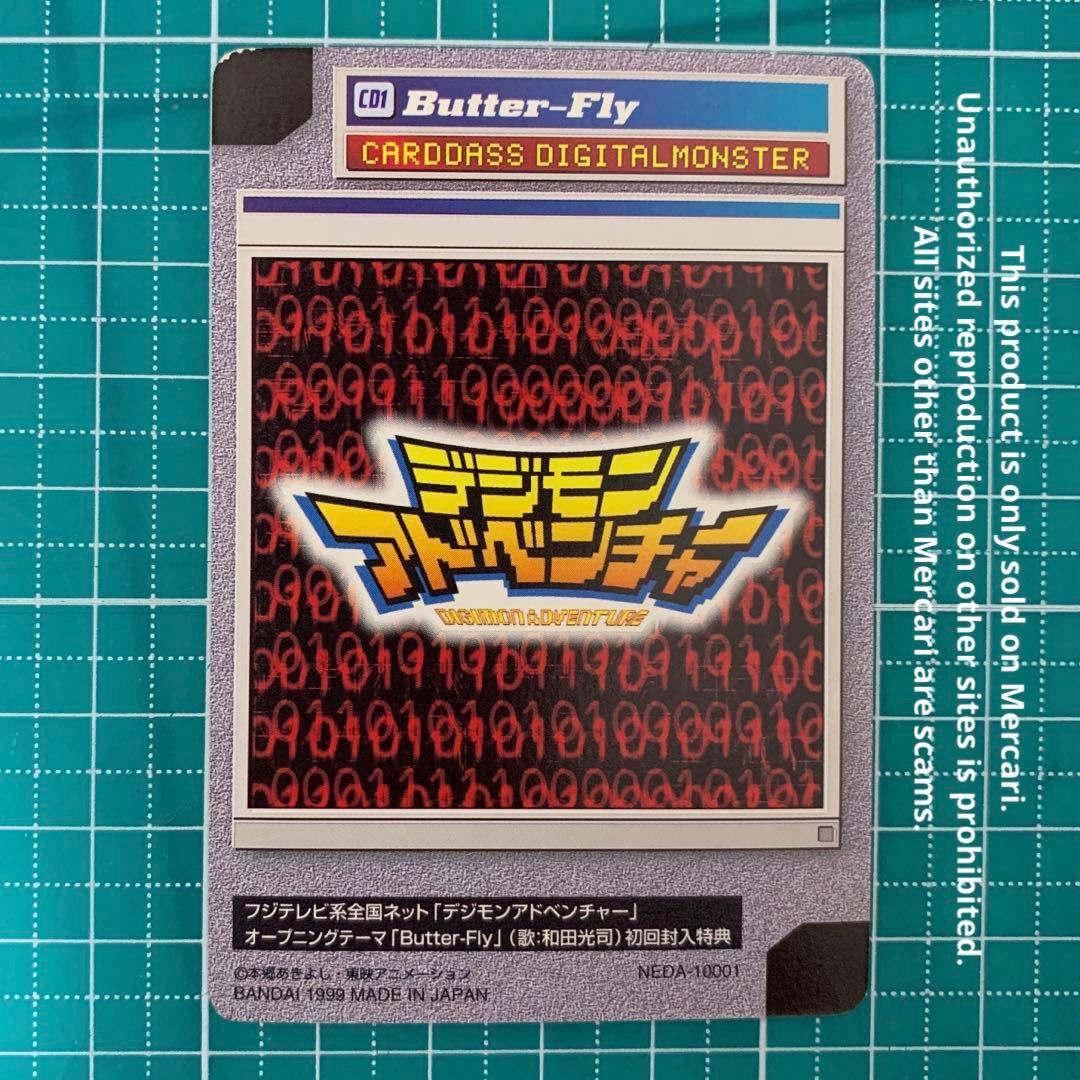 CD1 Butter-Fly
CARDDASS DIGITALMONSTER
デジモン
アドベンチャー
DIGIMON ADVENTURE
フジテレビ系全国ネット「デジモンアドベンチャー」
オープニングテーマ「Butter-Fly」(歌:和田光司)初回封入特典
©本郷あきよし・東映アニメーション
NEDA-10001
BANDAI 1999 MADE IN JAPAN
This product is only sold on Mercari.
Unauthorized reproduction on other sites is prohibited.
All sites other than Mercari are scams.